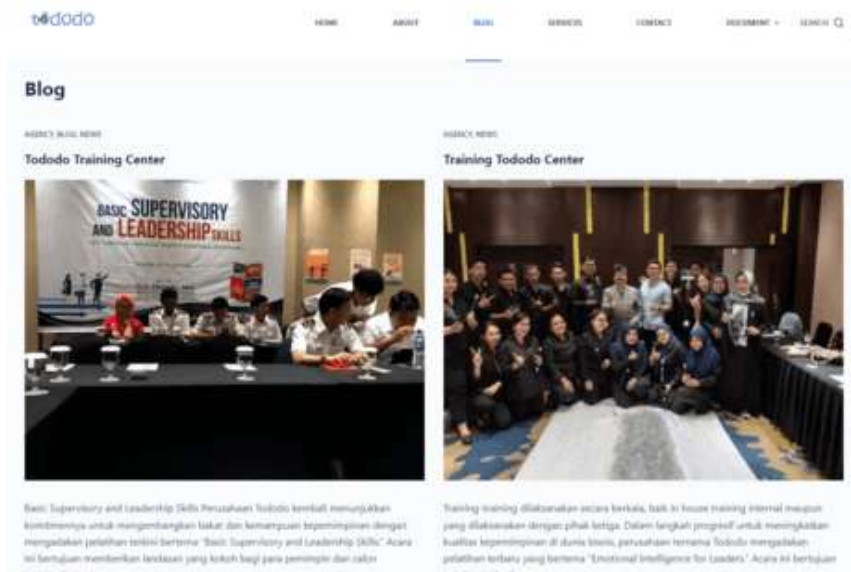 tododo
HOME ABOUT BLOG SERVICES CONTACT DOCUMENT SEARCH
Blog
AGENCY, BLOG, NEWS
Tododo Training Center
BASIC SUPERVISORY
AND LEADERSHIP SKILLS
Basic Supervisory and Leadership Skills Perusahaan Tododo kembali menunjukkan
komitmennya untuk mengembangkan bakat dan kemampuan kepemimpinan dengan
mengadakan pelatihan terkini bertema "Basic Supervisory and Leadership Skills." Acara
ini bertujuan memberikan landasan yang kokoh bagi para pemimpin dan calon
AGENCY, NEWS
Training Tododo Center
Training-training dilaksanakan secara berkala, baik in house training internal maupun
yang dilaksanakan dengan pihak ketiga. Dalam langkah progresif untuk meningkatkan
kualitas kepemimpinan di dunia bisnis, perusahaan ternama Tododo mengadakan
pelatihan terbaru yang bertema "Emotional Intelligence for Leaders." Acara ini bertujuan